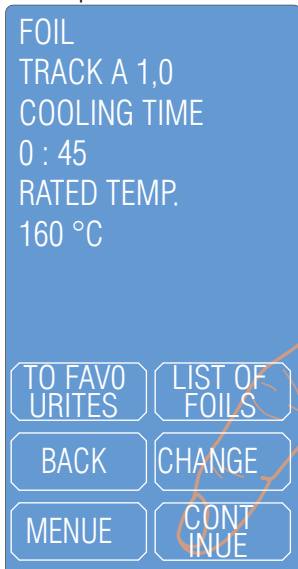 FOIL
TRACK A 1,0
COOLING TIME
0 : 45
RATED TEMP.
160 °C
TO FAVO
URITES
LIST OF
FOILS
BACK
CHANGE
MENUE
CONT
INUE